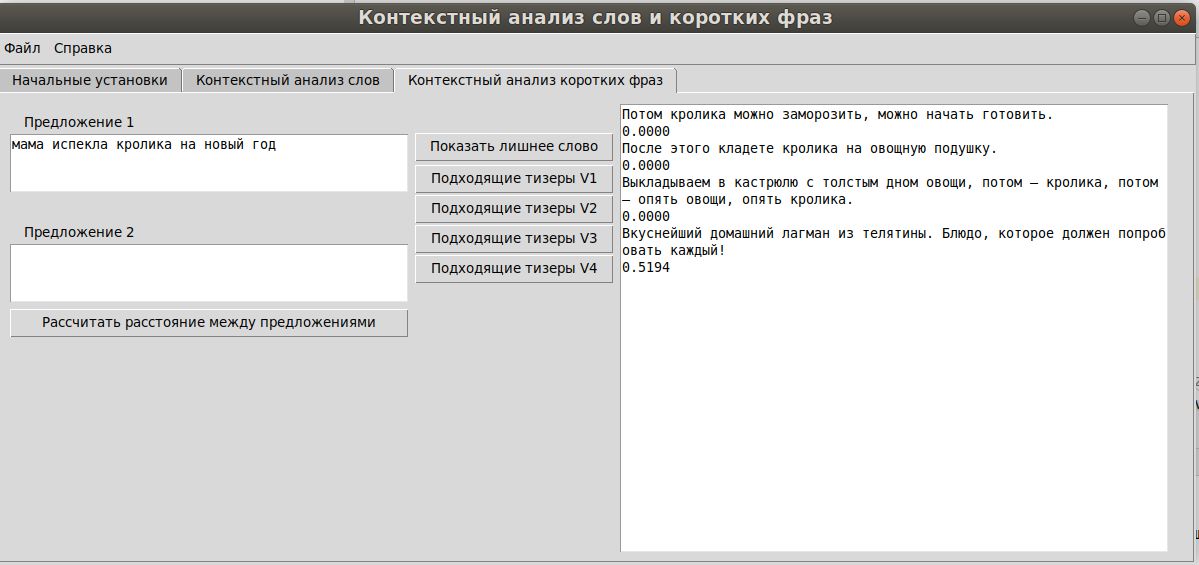 Контекстный анализ слов и коротких фраз
Файл Справка
Начальные установки Контекстный анализ слов Контекстный анализ коротких фраз
Предложение 1
мама испекла кролика на новый год
Предложение 2
Рассчитать расстояние между предложениями
Показать лишнее слово
Подходящие тизеры V1
Подходящие тизеры V2
Подходящие тизеры V3
Подходящие тизеры V4
Потом кролика можно заморозить, можно начать готовить.
0.0000
После этого кладете кролика на овощную подушку.
0.0000
Выкладываем в кастрюлю с толстым дном овощи, потом — кролика, потом
— опять овощи, опять кролика.
0.0000
Вкуснейший домашний лагман из телятины. Блюдо, которое должен попроб
овать каждый!
0.5194